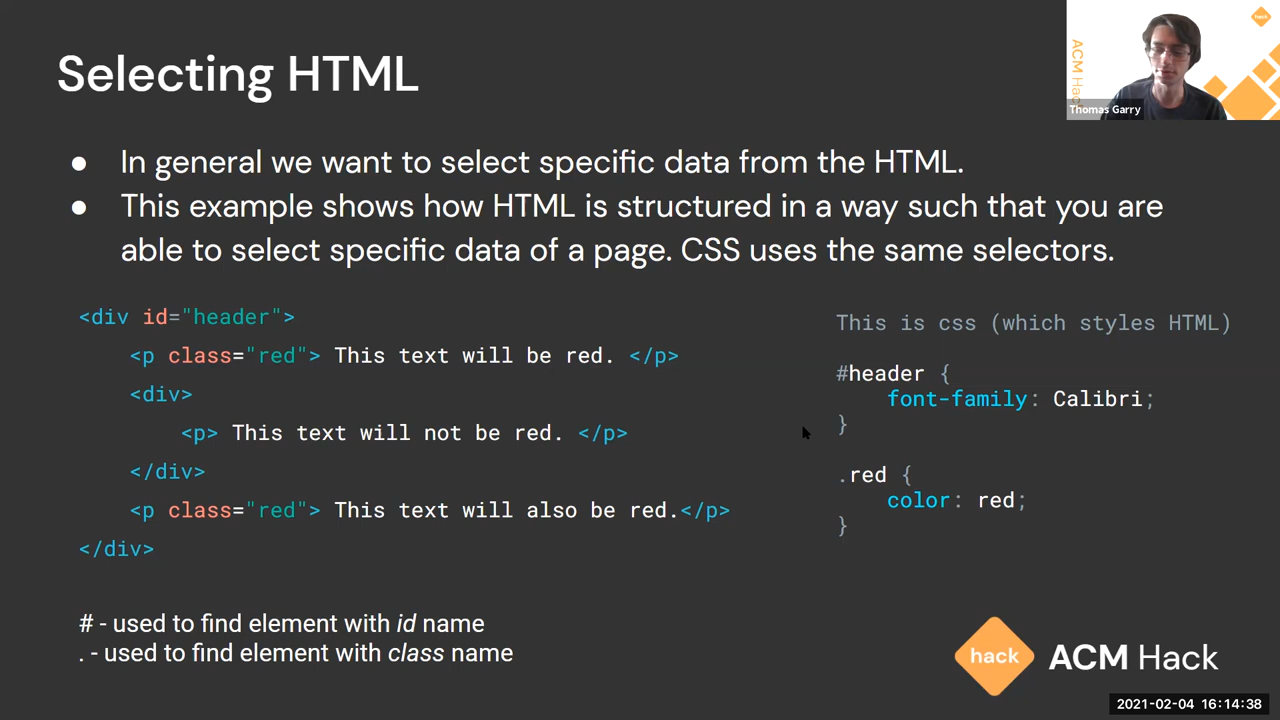 Selecting HTML
ACM Hac
hack
Thomas Garry
● In general we want to select specific data from the HTML.
● This example shows how HTML is structured in a way such that you are
able to select specific data of a page. CSS uses the same selectors.
<div id="header">
<p class="red"> This text will be red. </p>
<div>
<p> This text will not be red. </p>
</div>
<p class="red"> This text will also be red.</p>
</div>
This is css (which styles HTML)
#header {
font-family: Calibri;
}
.red {
color: red;
}
# - used to find element with id name
. - used to find element with class name
hack
ACM Hack
2021-02-04 16:14:38